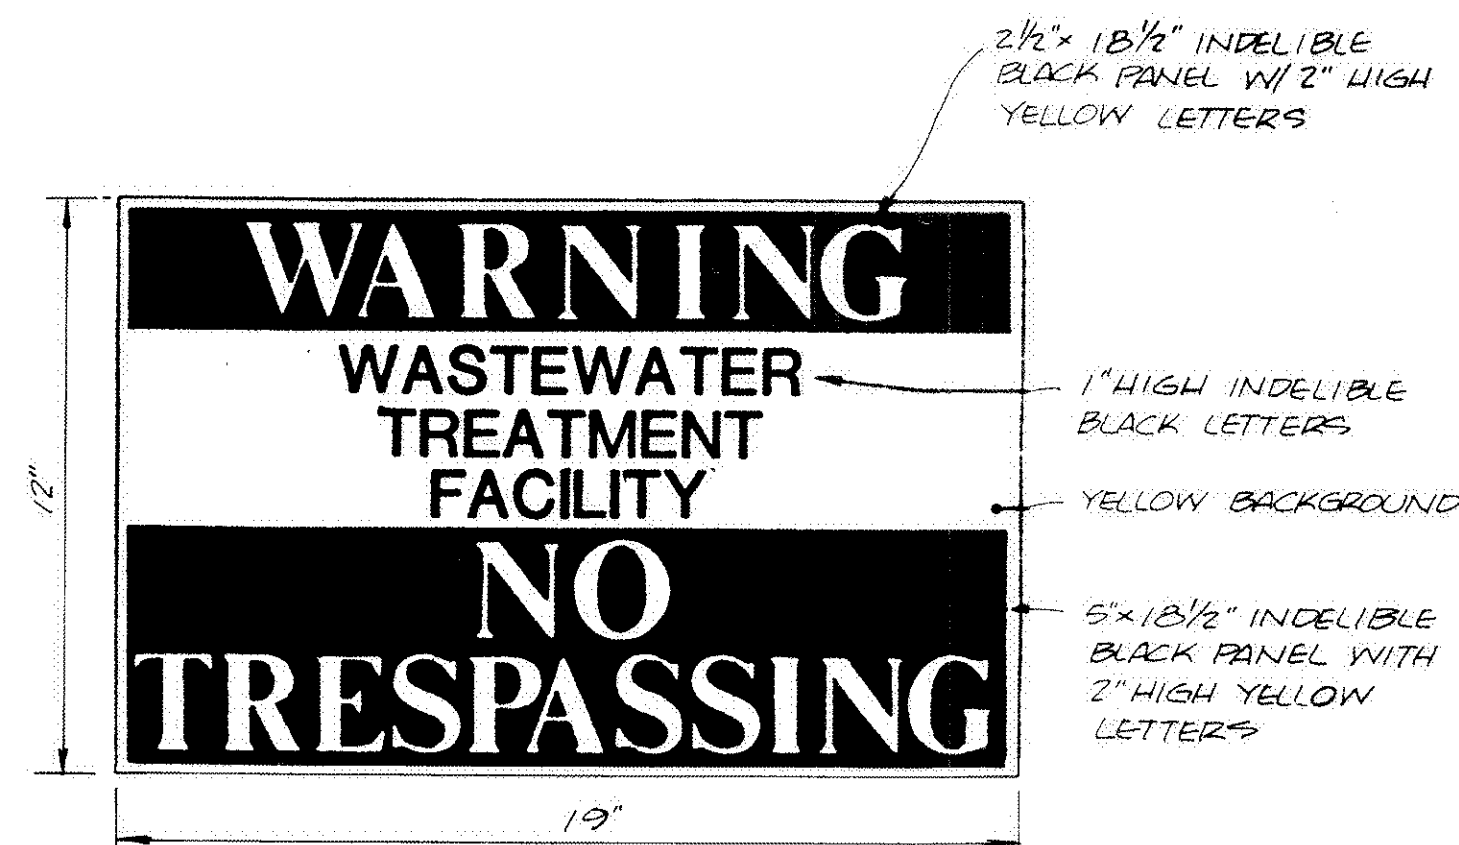 2½"x 18½" INDELIBLE
BLACK PANEL W/ 2" HIGH
YELLOW LETTERS
WARNING
WASTEWATER
TREATMENT
FACILITY
NO
TRESPASSING
1" HIGH INDELIBLE
BLACK LETTERS
YELLOW BACKGROUND
5"x18½" INDELIBLE
BLACK PANEL WITH
2" HIGH YELLOW
LETTERS
12"
19"